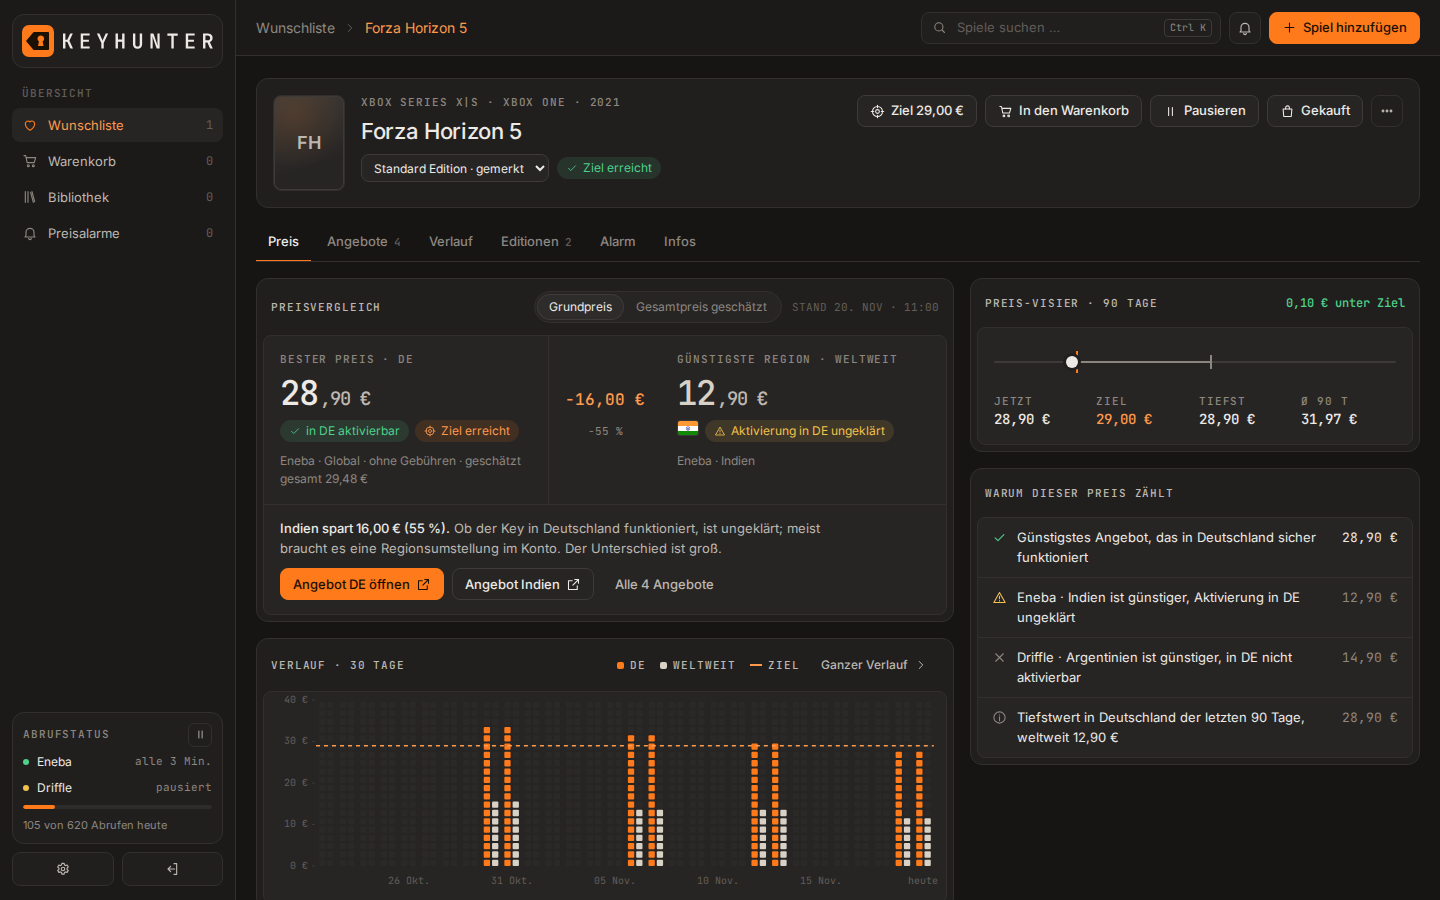 KEYHUNTER
Wunschliste
Forza Horizon 5
Spiele suchen ...
Ctrl K
Spiel hinzufügen
ÜBERSICHT
Wunschliste 1
Warenkorb 0
Bibliothek 0
Preisalarme 0
FH
XBOX SERIES X|S · XBOX ONE · 2021
Forza Horizon 5
Standard Edition · gemerkt
Ziel erreicht
Ziel 29,00 €
In den Warenkorb
Pausieren
Gekauft
Preis
Angebote 4
Verlauf
Editionen 2
Alarm
Infos
PREISVERGLEICH
Grundpreis
Gesamtpreis geschätzt
STAND 20. NOV · 11:00
BESTER PREIS · DE
28,90 €
in DE aktivierbar
Ziel erreicht
Eneba · Global · ohne Gebühren · geschätzt
gesamt 29,48 €
-16,00 €
-55 %
GÜNSTIGSTE REGION · WELTWEIT
12,90 €
Aktivierung in DE ungeklärt
Eneba · Indien
Indien spart 16,00 € (55 %). Ob der Key in Deutschland funktioniert, ist ungeklärt; meist
braucht es eine Regionsumstellung im Konto. Der Unterschied ist groß.
Angebot DE öffnen
Angebot Indien
Alle 4 Angebote
PREIS-VISIER · 90 TAGE
0,10 € unter Ziel
JETZT
28,90 €
ZIEL
29,00 €
TIEFST
28,90 €
Ø 90 T
31,97 €
WARUM DIESER PREIS ZÄHLT
Günstigstes Angebot, das in Deutschland sicher
funktioniert
28,90 €
Eneba · Indien ist günstiger, Aktivierung in DE
ungeklärt
12,90 €
Driffle · Argentinien ist günstiger, in DE nicht
aktivierbar
14,90 €
Tiefstwert in Deutschland der letzten 90 Tage,
weltweit 12,90 €
28,90 €
VERLAUF · 30 TAGE
DE
WELTWEIT
ZIEL
Ganzer Verlauf
40 €
30 €
20 €
10 €
0 €
26 Okt.
31 Okt.
05 Nov.
10 Nov.
15 Nov.
heute
ABRUFSTATUS
Eneba alle 3 Min.
Driffle pausiert
105 von 620 Abrufen heute